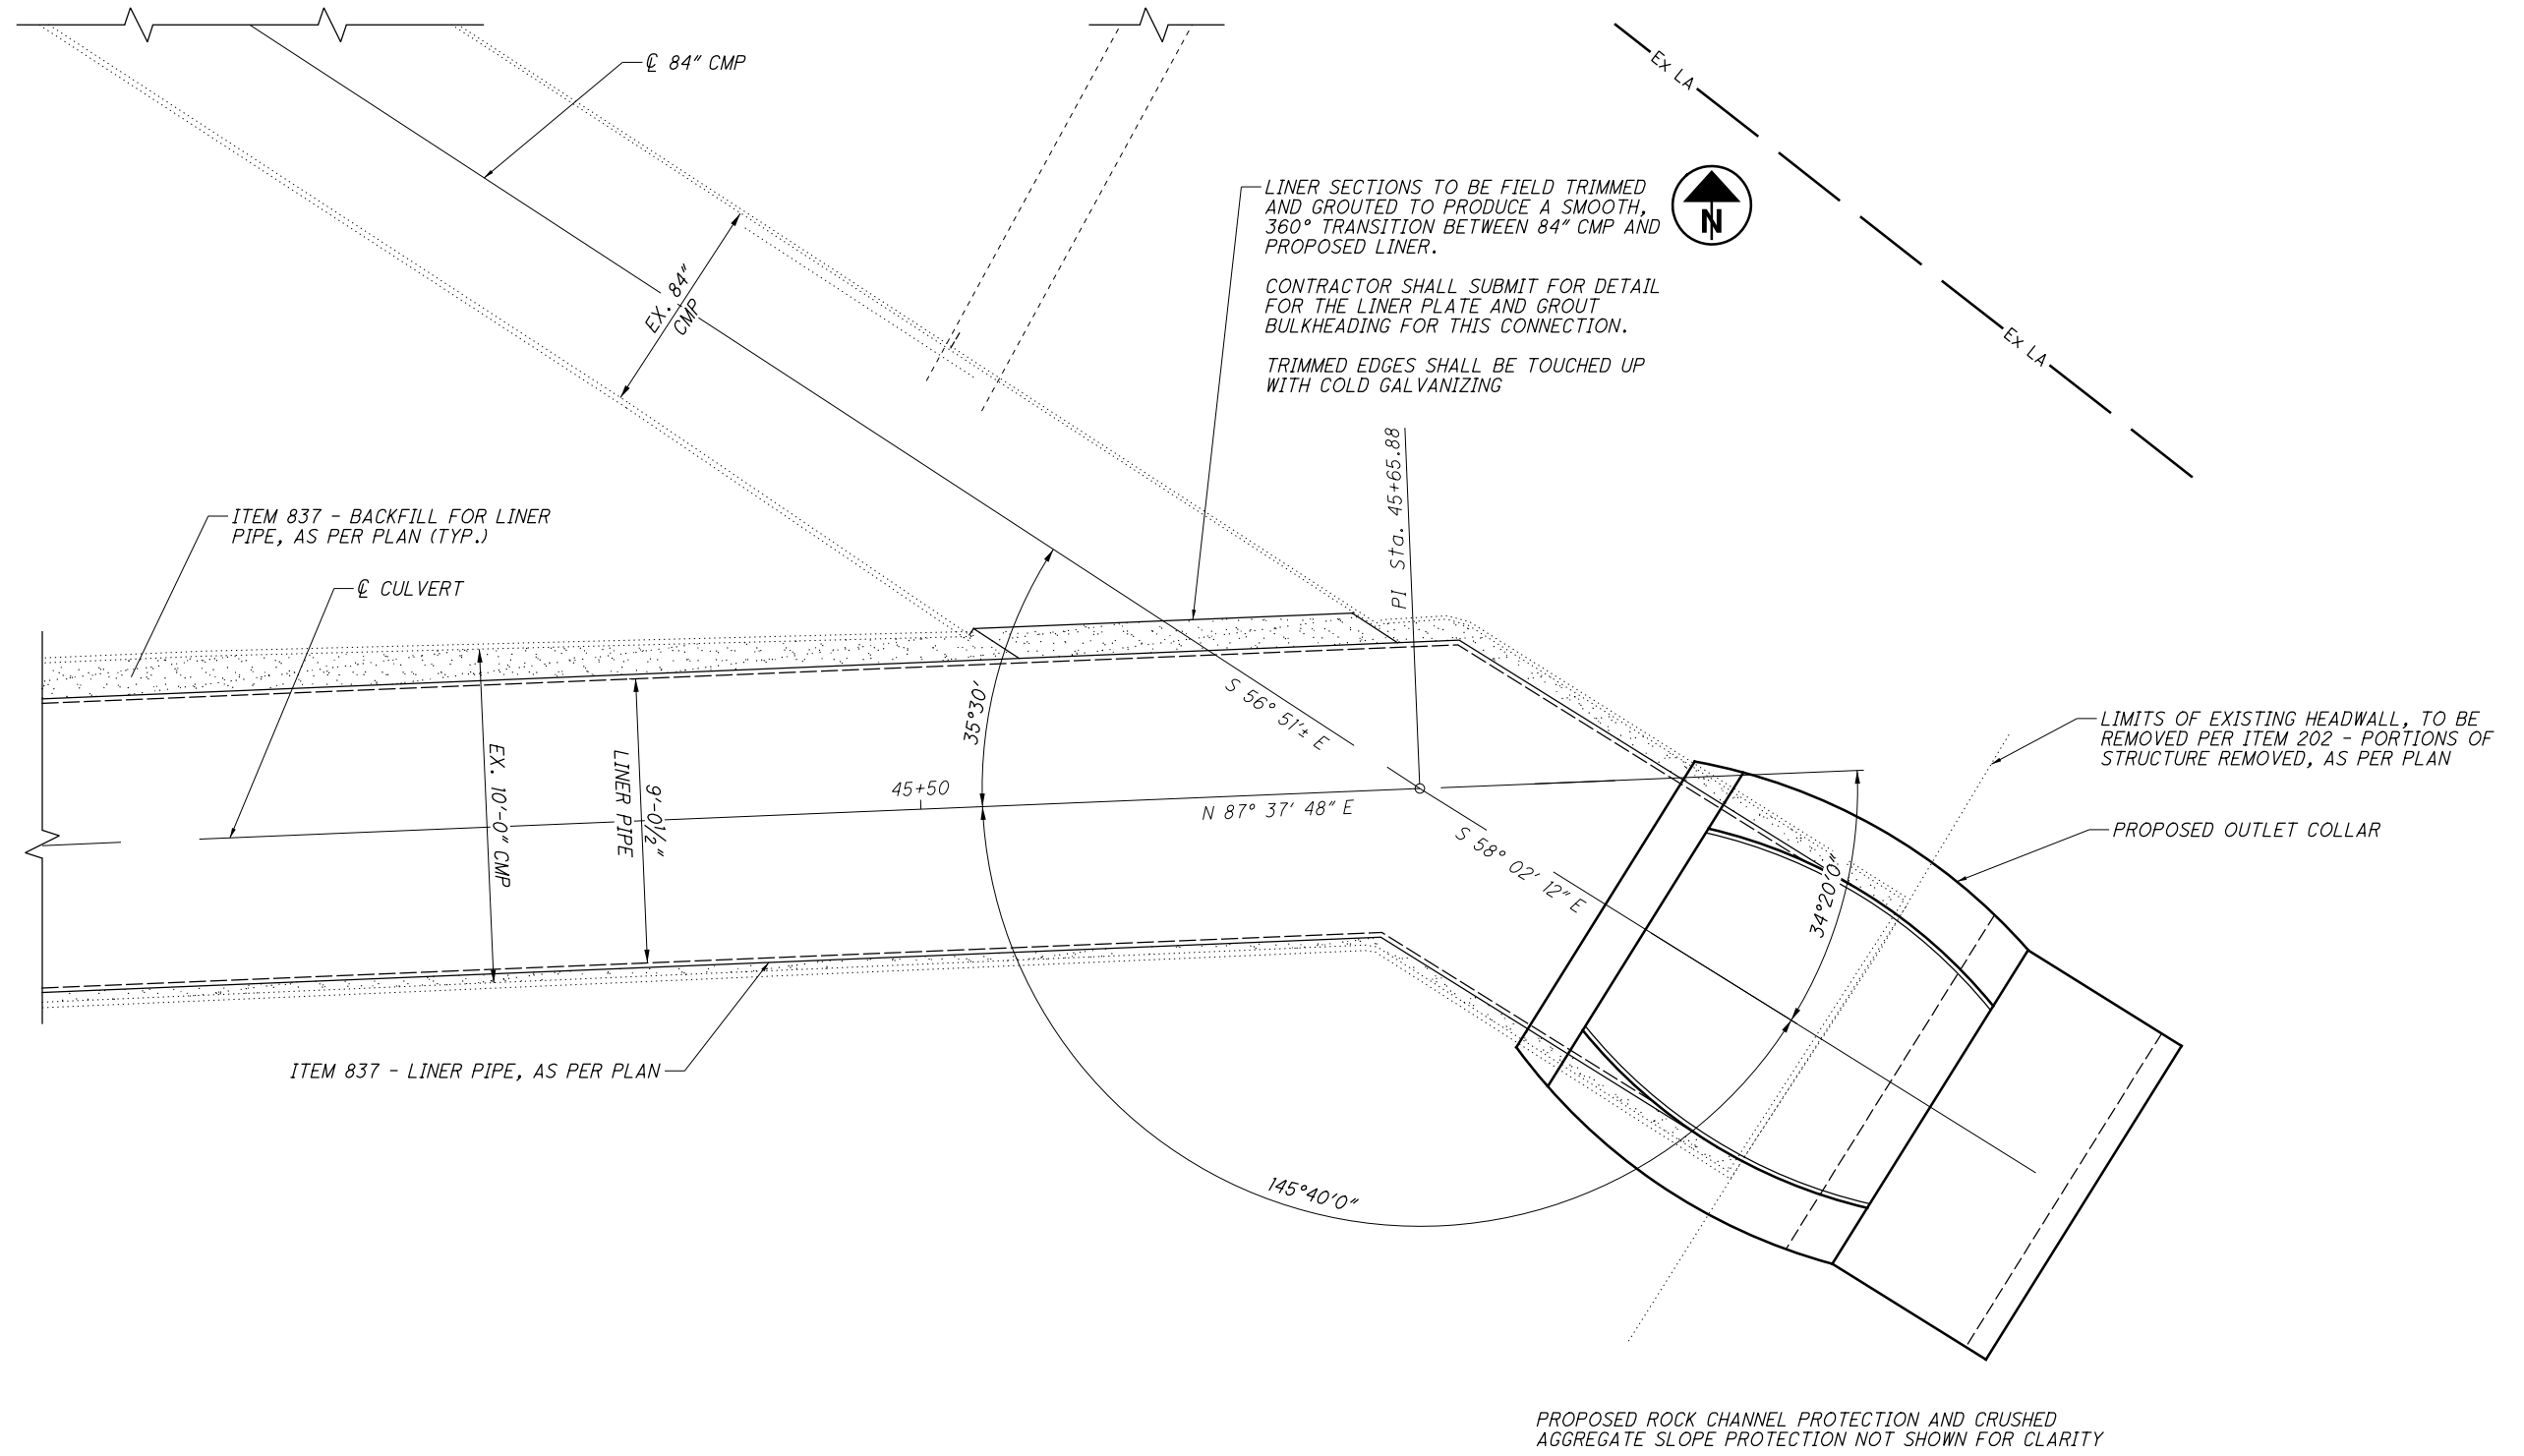 Ex LA
℄ 84" CMP
LINER SECTIONS TO BE FIELD TRIMMED
AND GROUTED TO PRODUCE A SMOOTH,
360° TRANSITION BETWEEN 84" CMP AND
PROPOSED LINER.
CONTRACTOR SHALL SUBMIT FOR DETAIL
FOR THE LINER PLATE AND GROUT
BULKHEADING FOR THIS CONNECTION.
TRIMMED EDGES SHALL BE TOUCHED UP
WITH COLD GALVANIZING
N
EX. 84"
CMP
Ex LA
PI Sta. 45+65.88
ITEM 837 - BACKFILL FOR LINER
PIPE, AS PER PLAN (TYP.)
℄ CULVERT
35°30'
S 56° 51'± E
LIMITS OF EXISTING HEADWALL, TO BE
REMOVED PER ITEM 202 - PORTIONS OF
STRUCTURE REMOVED, AS PER PLAN
EX. 10'-0" CMP
9'-0½"
LINER PIPE
45+50
N 87° 37' 48" E
S 58° 02' 12" E
PROPOSED OUTLET COLLAR
34°20'0"
ITEM 837 - LINER PIPE, AS PER PLAN
145°40'0"
PROPOSED ROCK CHANNEL PROTECTION AND CRUSHED
AGGREGATE SLOPE PROTECTION NOT SHOWN FOR CLARITY